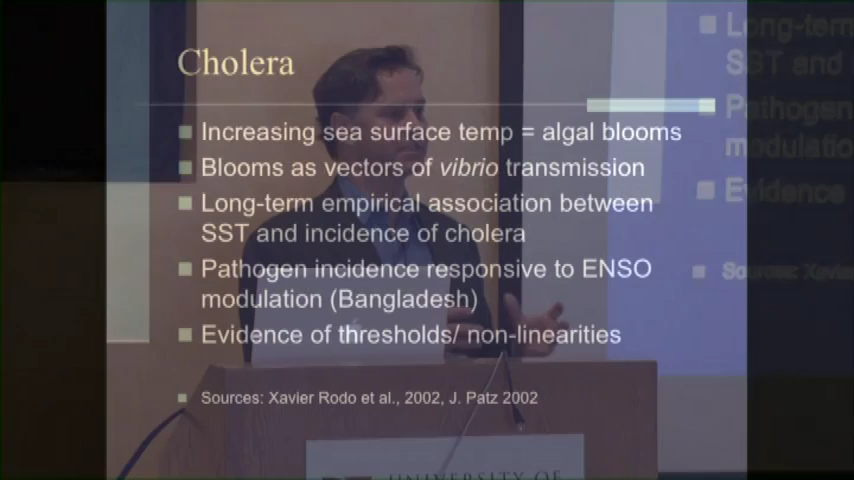 Cholera
Increasing sea surface temp = algal blooms
Blooms as vectors of vibrio transmission
Long-term empirical association between
SST and incidence of cholera
Pathogen incidence responsive to ENSO
modulation (Bangladesh)
Evidence of thresholds/ non-linearities
Sources: Xavier Rodo et al., 2002, J. Patz 2002
Long-term
SST and
Pathogen
modulatio
Evidence
Sources: Xavier
UNIVERSITY OF